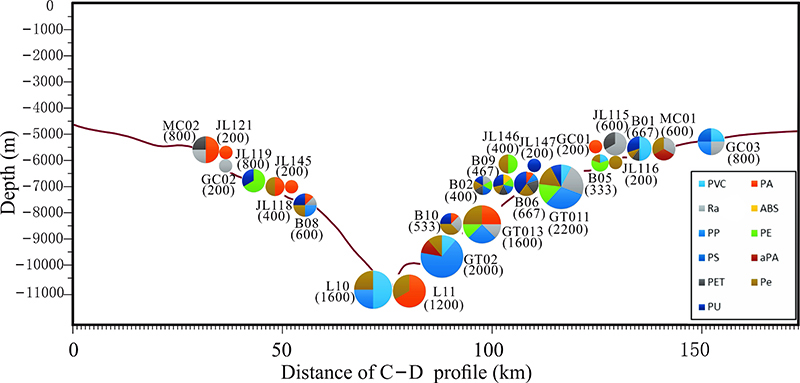 0
−1000
−2000
−3000
−4000
−5000
−6000
−7000
−8000
−9000
−10000
−11000
Depth (m)
MC02
(800)
JL121
(200)
JL119
(800)
GC02
(200)
JL145
(200)
JL118
(400)
B08
(600)
L10
(1600)
L11
(1200)
B10
(533)
GT02
(2000)
GT013
(1600)
B02
(400)
B09
(467)
JL146
(400)
JL147
(200)
B06
(667)
GT011
(2200)
GC01
(200)
B05
(333)
JL116
(200)
JL115
(600)
B01
(667)
MC01
(600)
GC03
(800)
PVC
PA
Ra
ABS
PP
PE
PS
aPA
PET
Pe
PU
0
50
100
150
Distance of C−D profile (km)